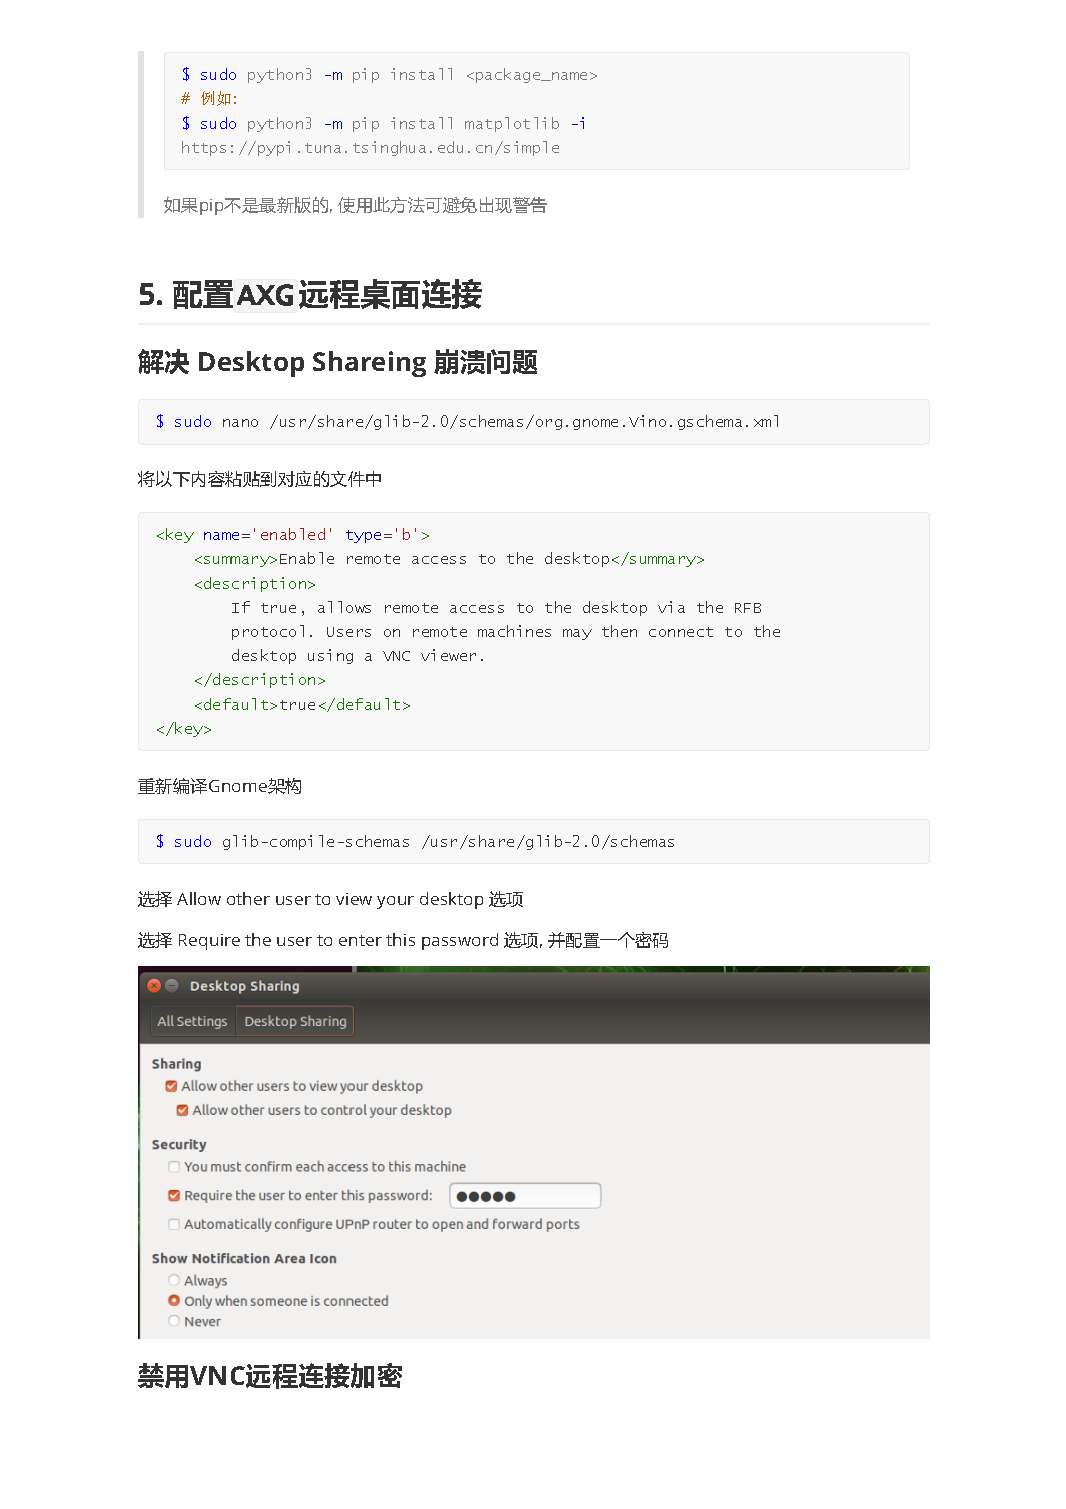 $ sudo python3 -m pip install <package_name>
# 例如:
$ sudo python3 -m pip install matplotlib -i
https://pypi.tuna.tsinghua.edu.cn/simple
如果pip不是最新版的, 使用此方法可避免出现警告
5. 配置AXG远程桌面连接
解决 Desktop Shareing 崩溃问题
$ sudo nano /usr/share/glib-2.0/schemas/org.gnome.Vino.gschema.xml
将以下内容粘贴到对应的文件中
<key name='enabled' type='b'>
<summary>Enable remote access to the desktop</summary>
<description>
If true, allows remote access to the desktop via the RFB
protocol. Users on remote machines may then connect to the
desktop using a VNC viewer.
</description>
<default>true</default>
</key>
重新编译Gnome架构
$ sudo glib-compile-schemas /usr/share/glib-2.0/schemas
选择 Allow other user to view your desktop 选项
选择 Require the user to enter this password 选项, 并配置一个密码
Desktop Sharing
All Settings Desktop Sharing
Sharing
Allow other users to view your desktop
Allow other users to control your desktop
Security
You must confirm each access to this machine
Require the user to enter this password: ●●●●●
Automatically configure UPnP router to open and forward ports
Show Notification Area Icon
Always
Only when someone is connected
Never
禁用VNC远程连接加密